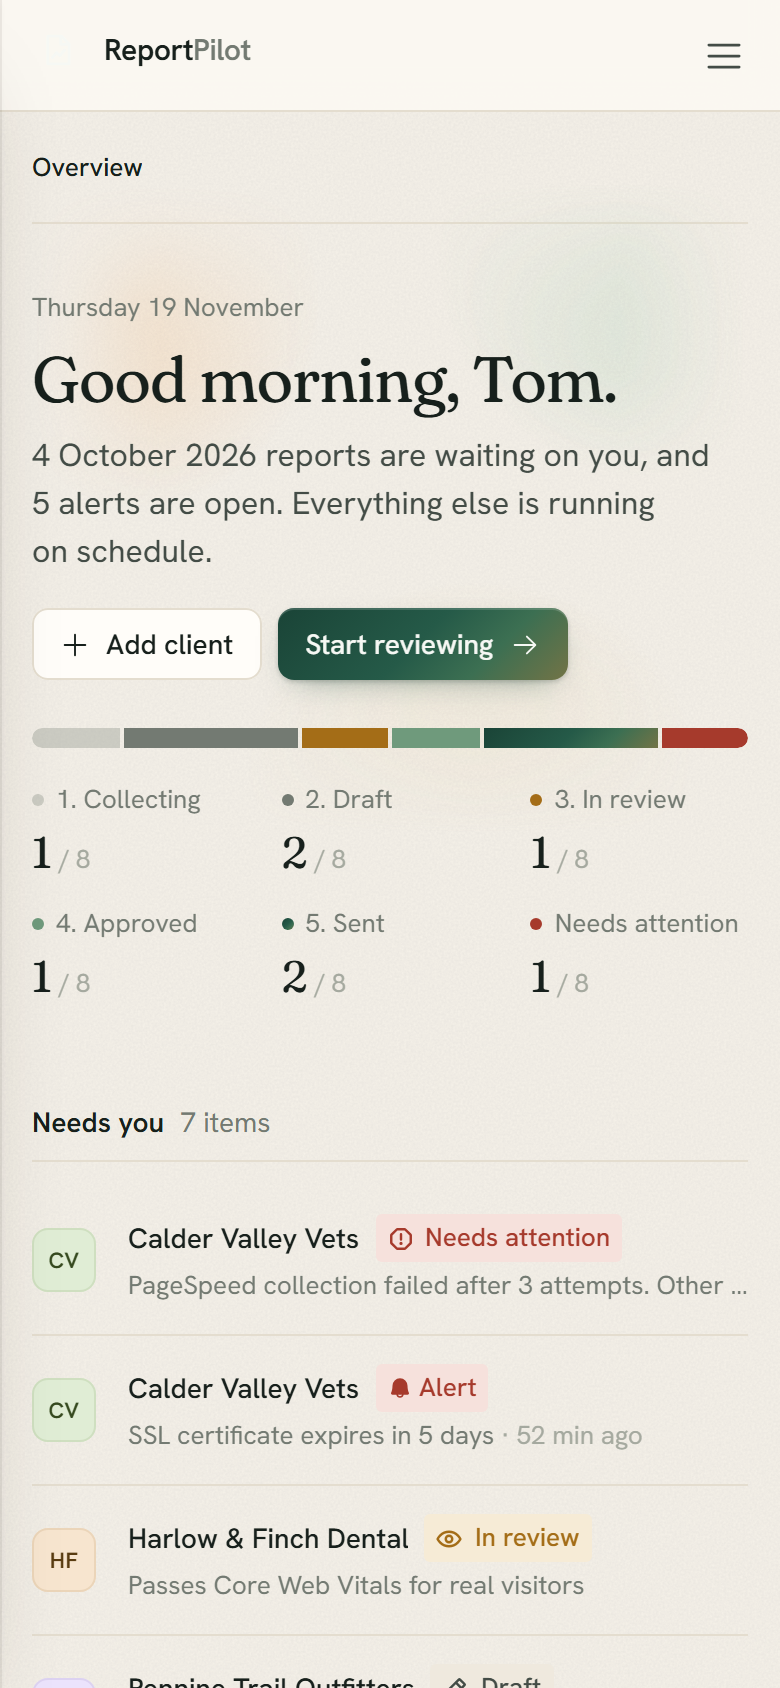 ReportPilot
Overview
Thursday 19 November
Good morning, Tom.
4 October 2026 reports are waiting on you, and
5 alerts are open. Everything else is running
on schedule.
Add client
Start reviewing
1. Collecting
2. Draft
3. In review
1 / 8
2 / 8
1 / 8
4. Approved
5. Sent
Needs attention
1 / 8
2 / 8
1 / 8
Needs you 7 items
CV
Calder Valley Vets Needs attention
PageSpeed collection failed after 3 attempts. Other ...
CV
Calder Valley Vets Alert
SSL certificate expires in 5 days · 52 min ago
HF
Harlow & Finch Dental In review
Passes Core Web Vitals for real visitors
Pennine Trail Outfitters Draft